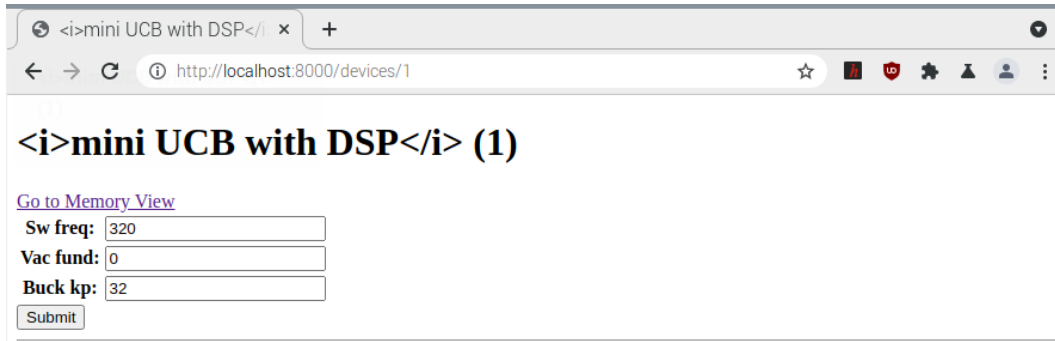 <i>mini UCB with DSP</i
http://localhost:8000/devices/1
<i>mini UCB with DSP</i> (1)
Go to Memory View
Sw freq: 320
Vac fund: 0
Buck kp: 32
Submit